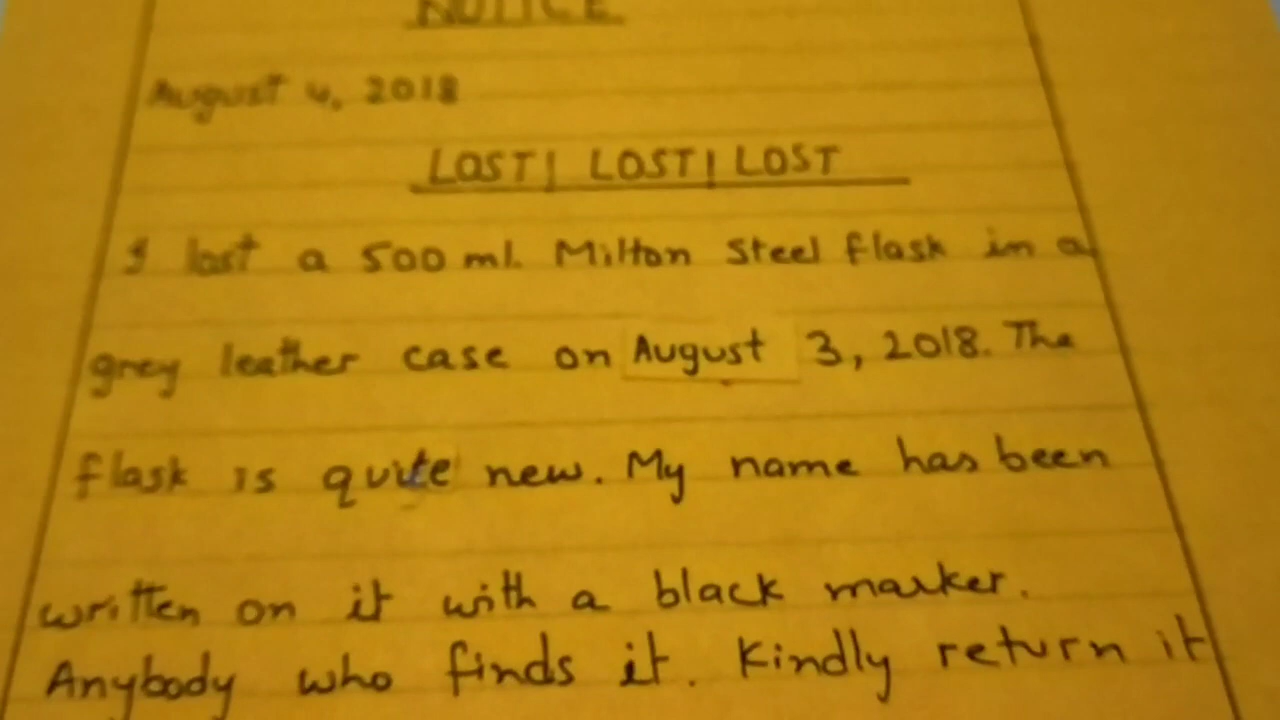 NOTICE
August 4, 2018
LOST! LOST! LOST
I lost a 500 ml. Milton Steel flask in a
grey leather case on August 3, 2018. The
flask is quite new. My name has been
written on it with a black marker.
Anybody who finds it. Kindly return it